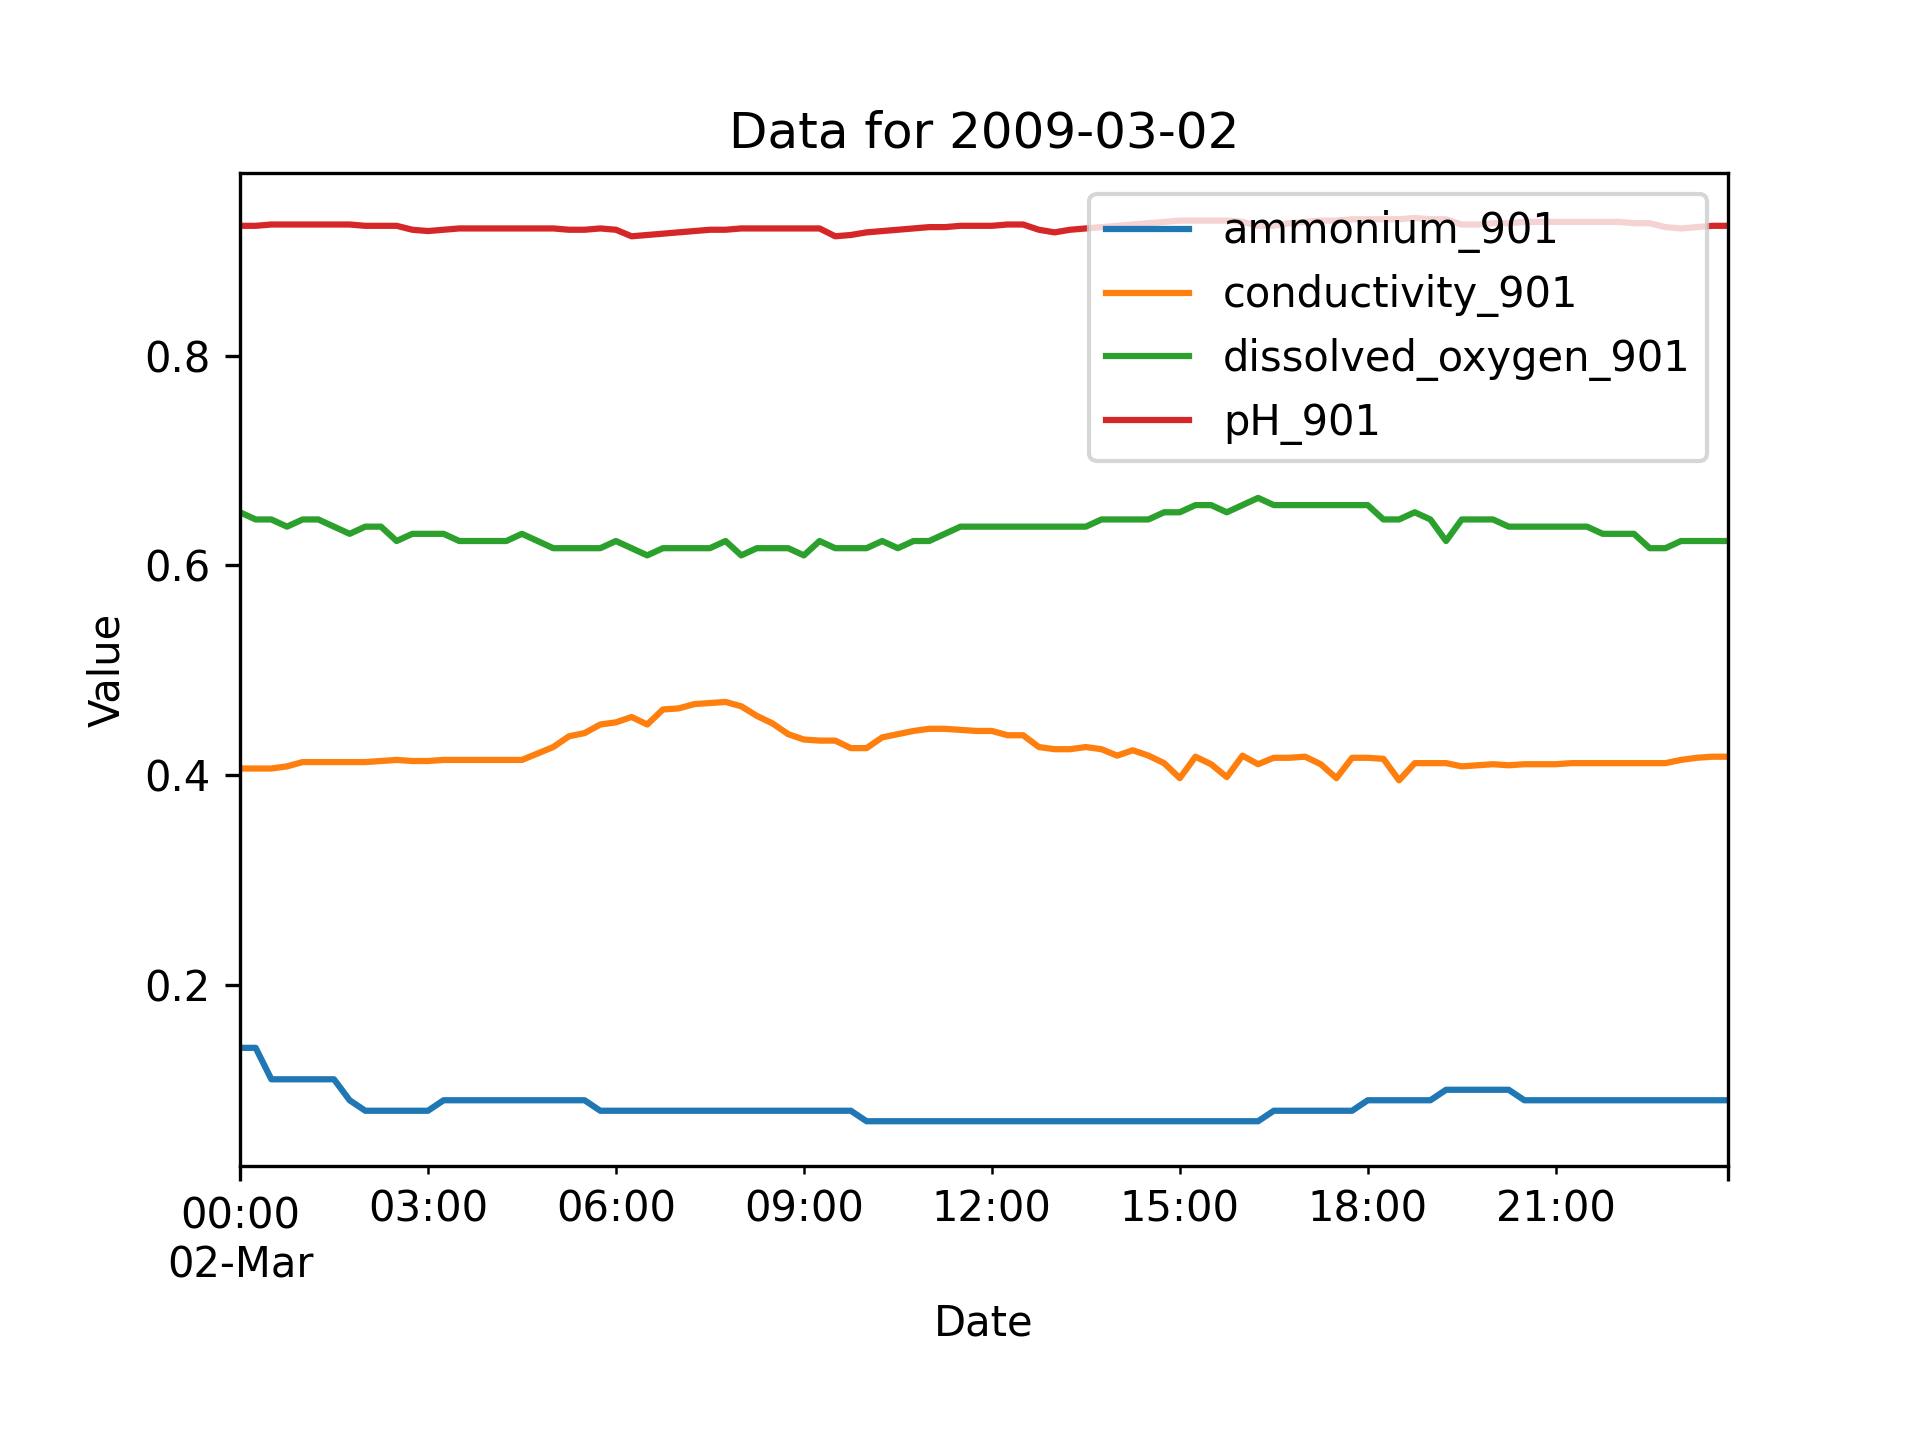 Data for 2009-03-02
ammonium_901
conductivity_901
dissolved_oxygen_901
pH_901
Value
0.8
0.6
0.4
0.2
00:00 03:00 06:00 09:00 12:00 15:00 18:00 21:00
02-Mar
Date